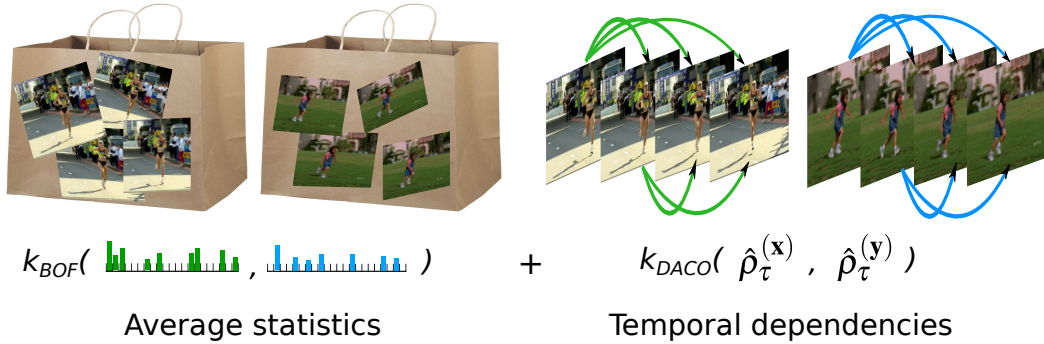 k_BOF( , ) + k_DACO( ρ̂_τ^(x) , ρ̂_τ^(y) )
Average statistics Temporal dependencies